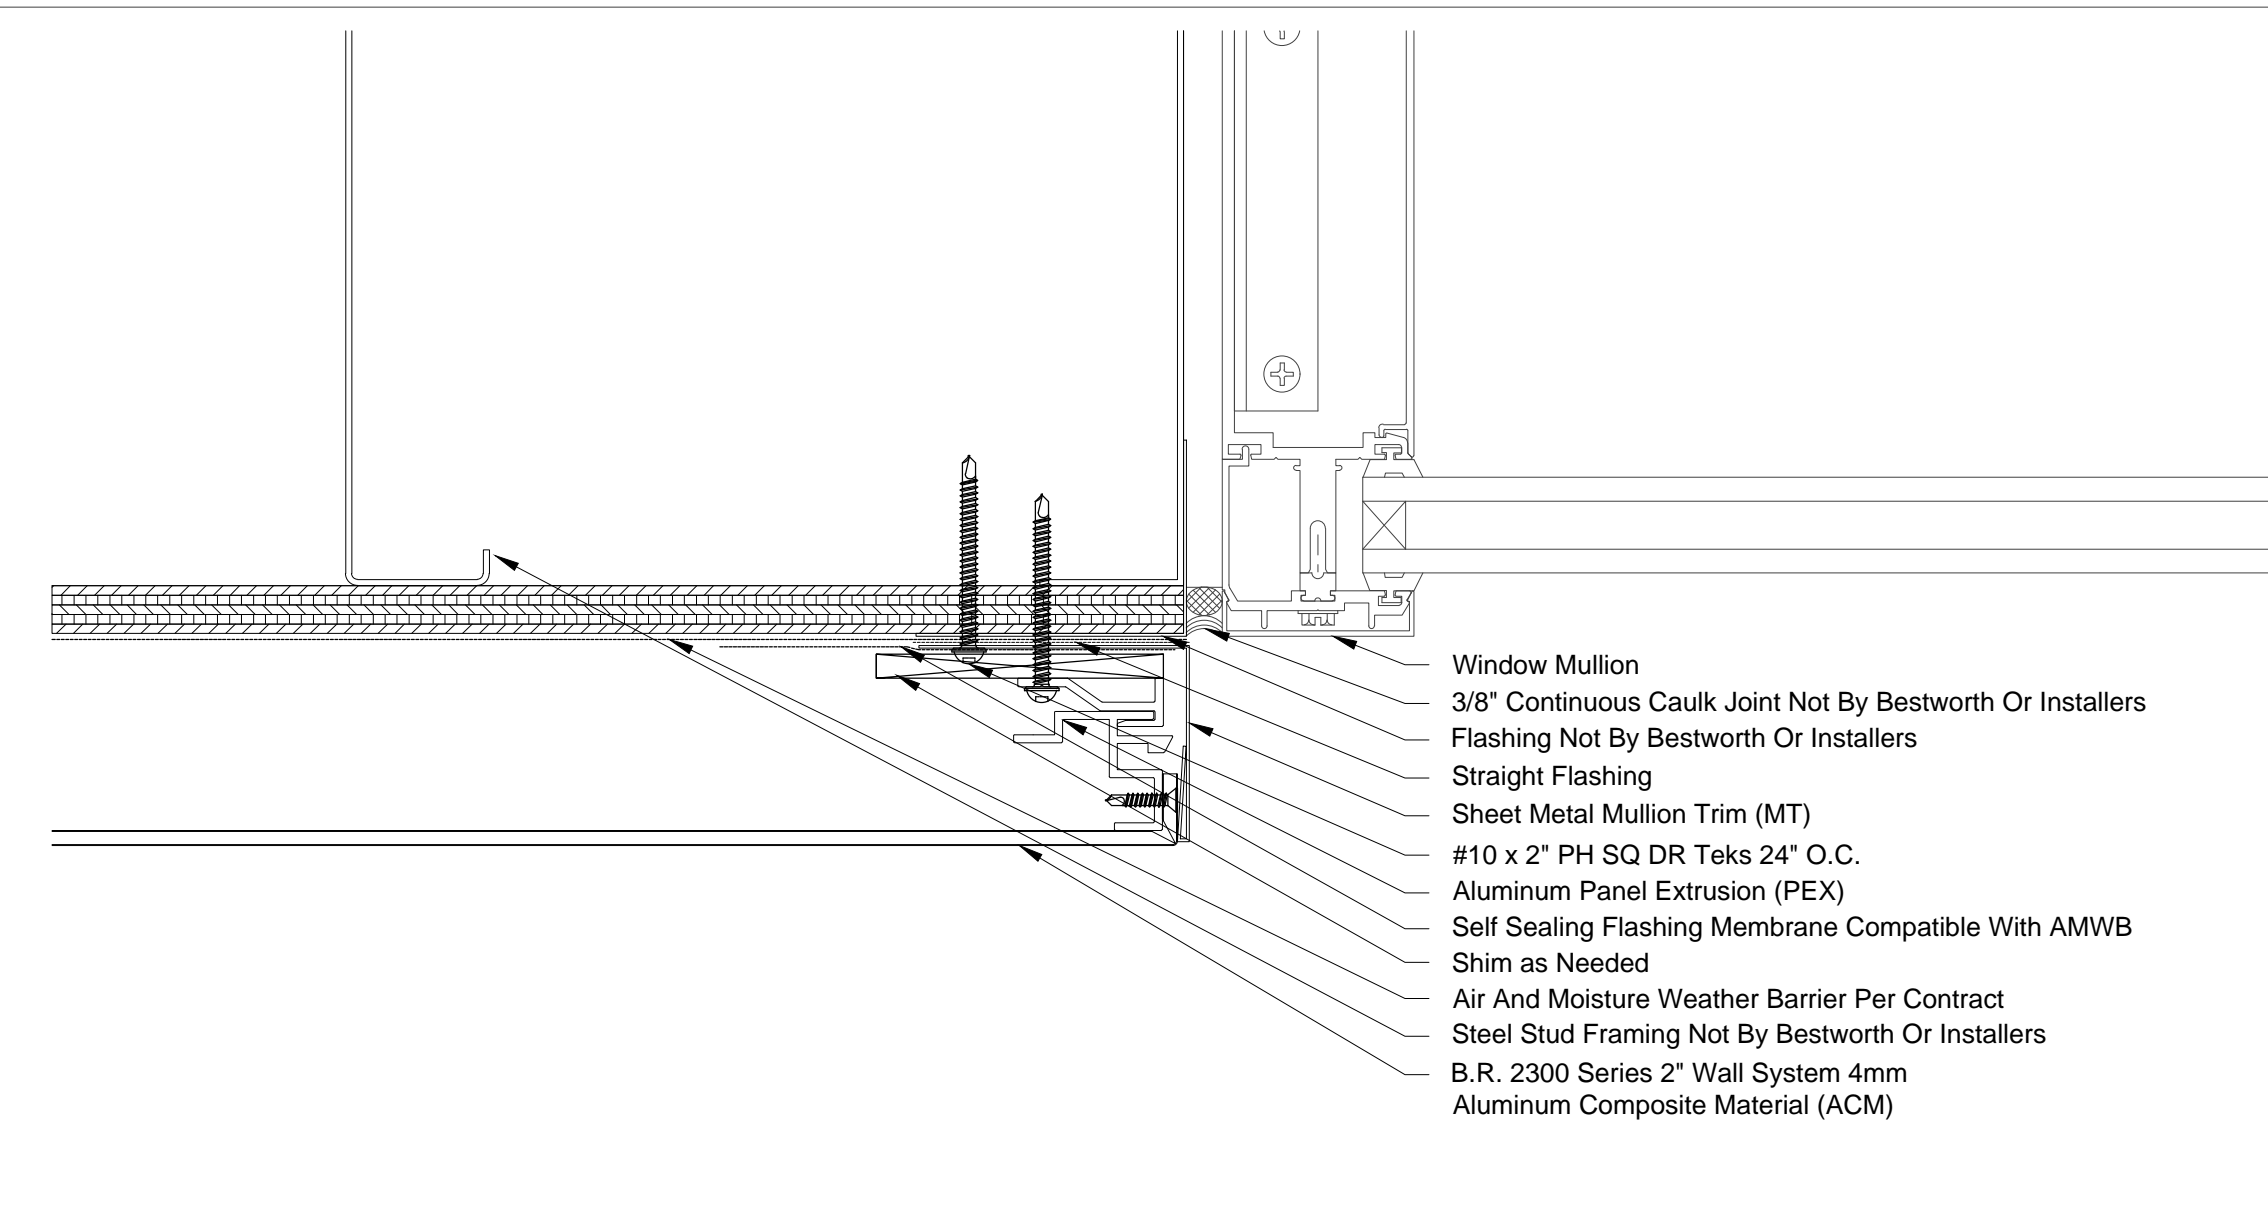 Window Mullion
3/8" Continuous Caulk Joint Not By Bestworth Or Installers
Flashing Not By Bestworth Or Installers
Straight Flashing
Sheet Metal Mullion Trim (MT)
#10 x 2" PH SQ DR Teks 24" O.C.
Aluminum Panel Extrusion (PEX)
Self Sealing Flashing Membrane Compatible With AMWB
Shim as Needed
Air And Moisture Weather Barrier Per Contract
Steel Stud Framing Not By Bestworth Or Installers
B.R. 2300 Series 2" Wall System 4mm
Aluminum Composite Material (ACM)